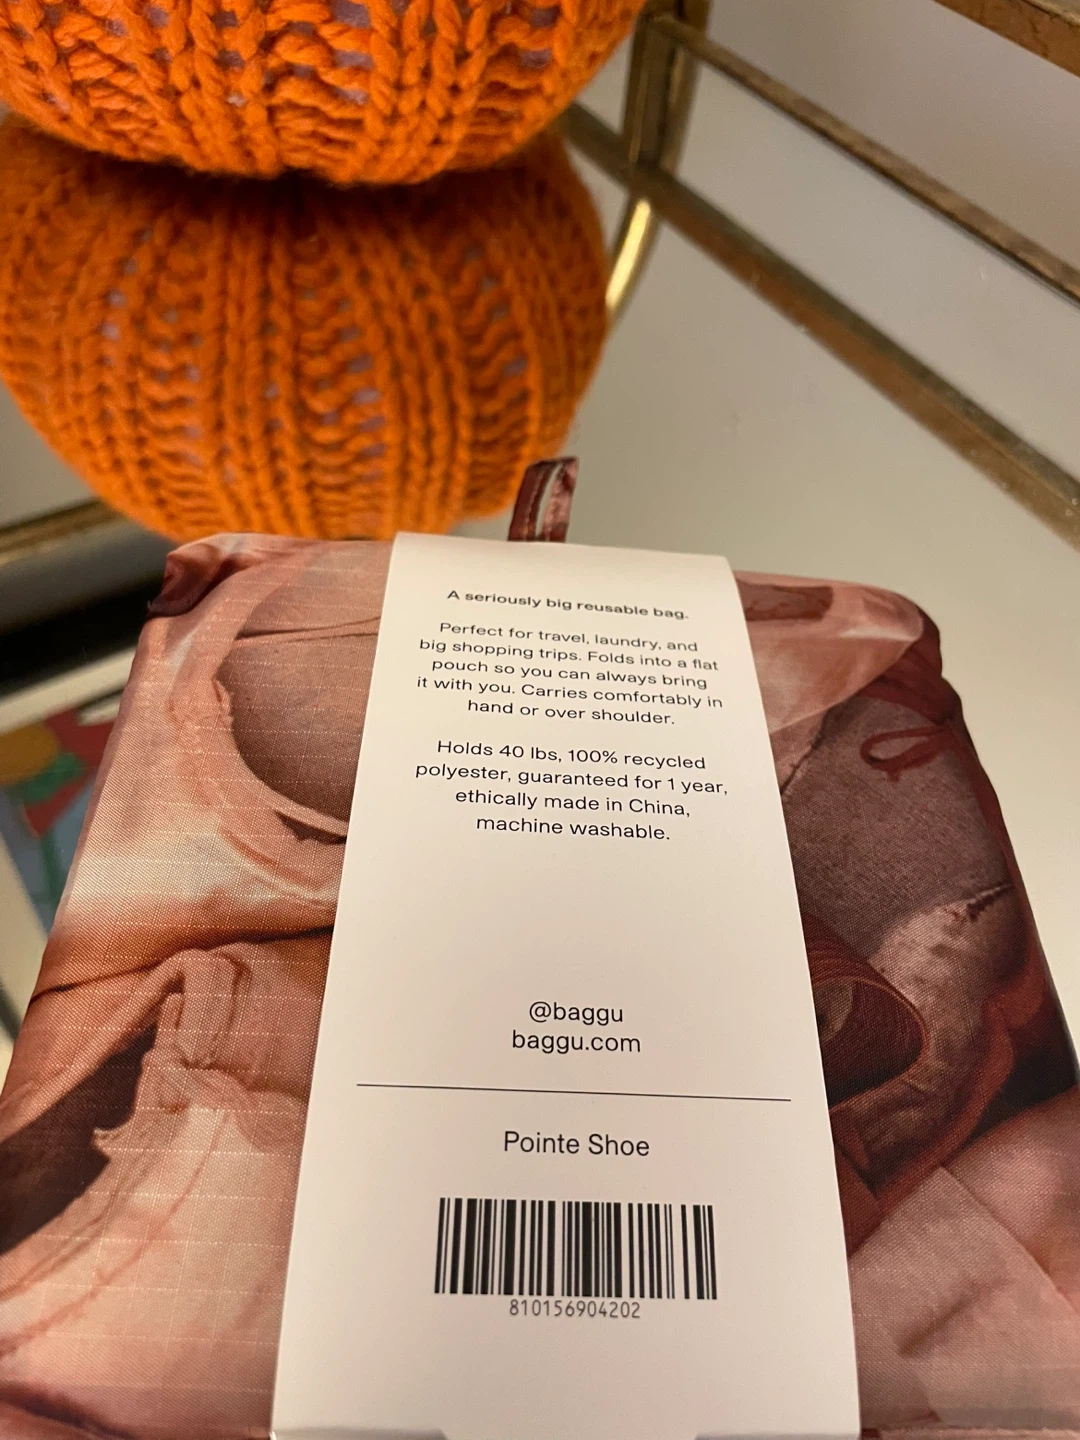 A seriously big reusable bag.
Perfect for travel, laundry, and
big shopping trips. Folds into a flat
pouch so you can always bring
it with you. Carries comfortably in
hand or over shoulder.
Holds 40 lbs, 100% recycled
polyester, guaranteed for 1 year,
ethically made in China,
machine washable.
@baggu
baggu.com
Pointe Shoe
810156904202